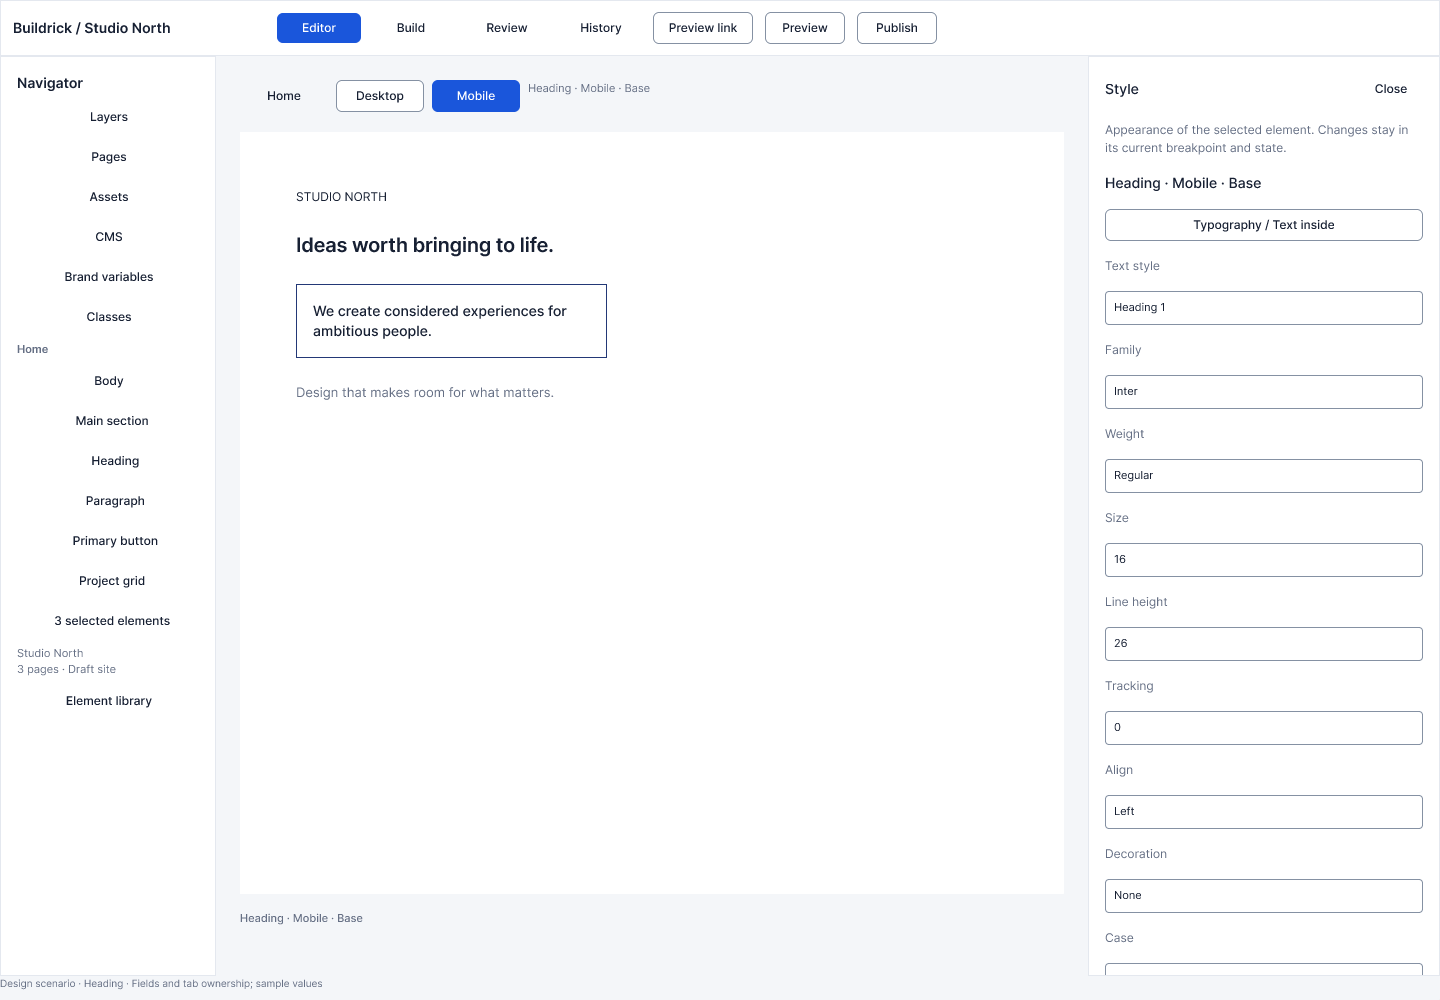 Buildrick / Studio North
Editor
Build
Review
History
Preview link
Preview
Publish
Navigator
Layers
Pages
Assets
CMS
Brand variables
Classes
Home
Body
Main section
Heading
Paragraph
Primary button
Project grid
3 selected elements
Studio North
3 pages · Draft site
Element library
Home
Desktop
Mobile
Heading · Mobile · Base
STUDIO NORTH
Ideas worth bringing to life.
We create considered experiences for
ambitious people.
Design that makes room for what matters.
Heading · Mobile · Base
Style
Close
Appearance of the selected element. Changes stay in
its current breakpoint and state.
Heading · Mobile · Base
Typography / Text inside
Text style
Heading 1
Family
Inter
Weight
Regular
Size
16
Line height
26
Tracking
0
Align
Left
Decoration
None
Case
Design scenario · Heading · Fields and tab ownership; sample values